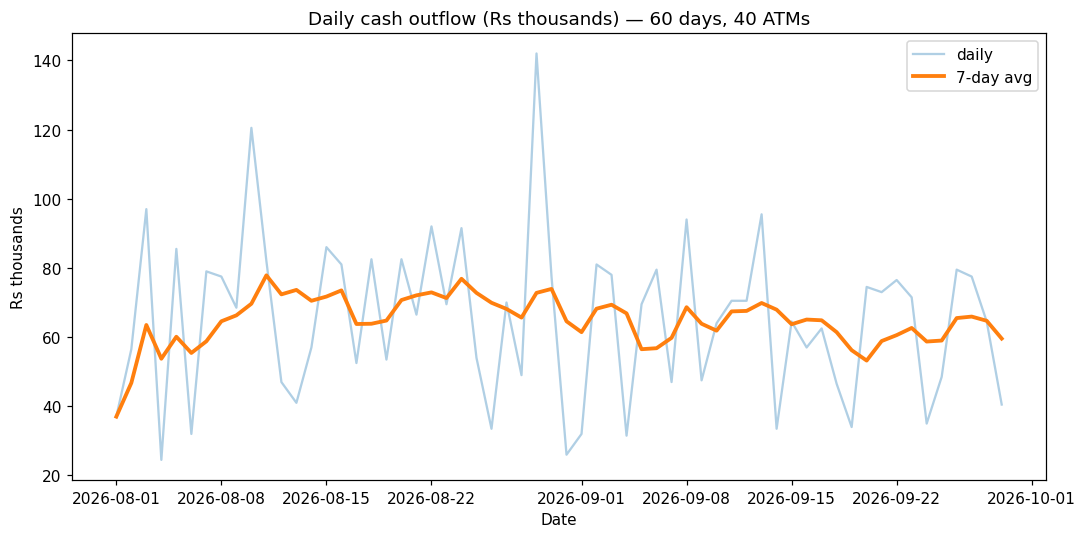 Daily cash outflow (Rs thousands) — 60 days, 40 ATMs
daily
7-day avg
Rs thousands
140
120
100
80
60
40
20
2026-08-01 2026-08-08 2026-08-15 2026-08-22 2026-09-01 2026-09-08 2026-09-15 2026-09-22 2026-10-01
Date